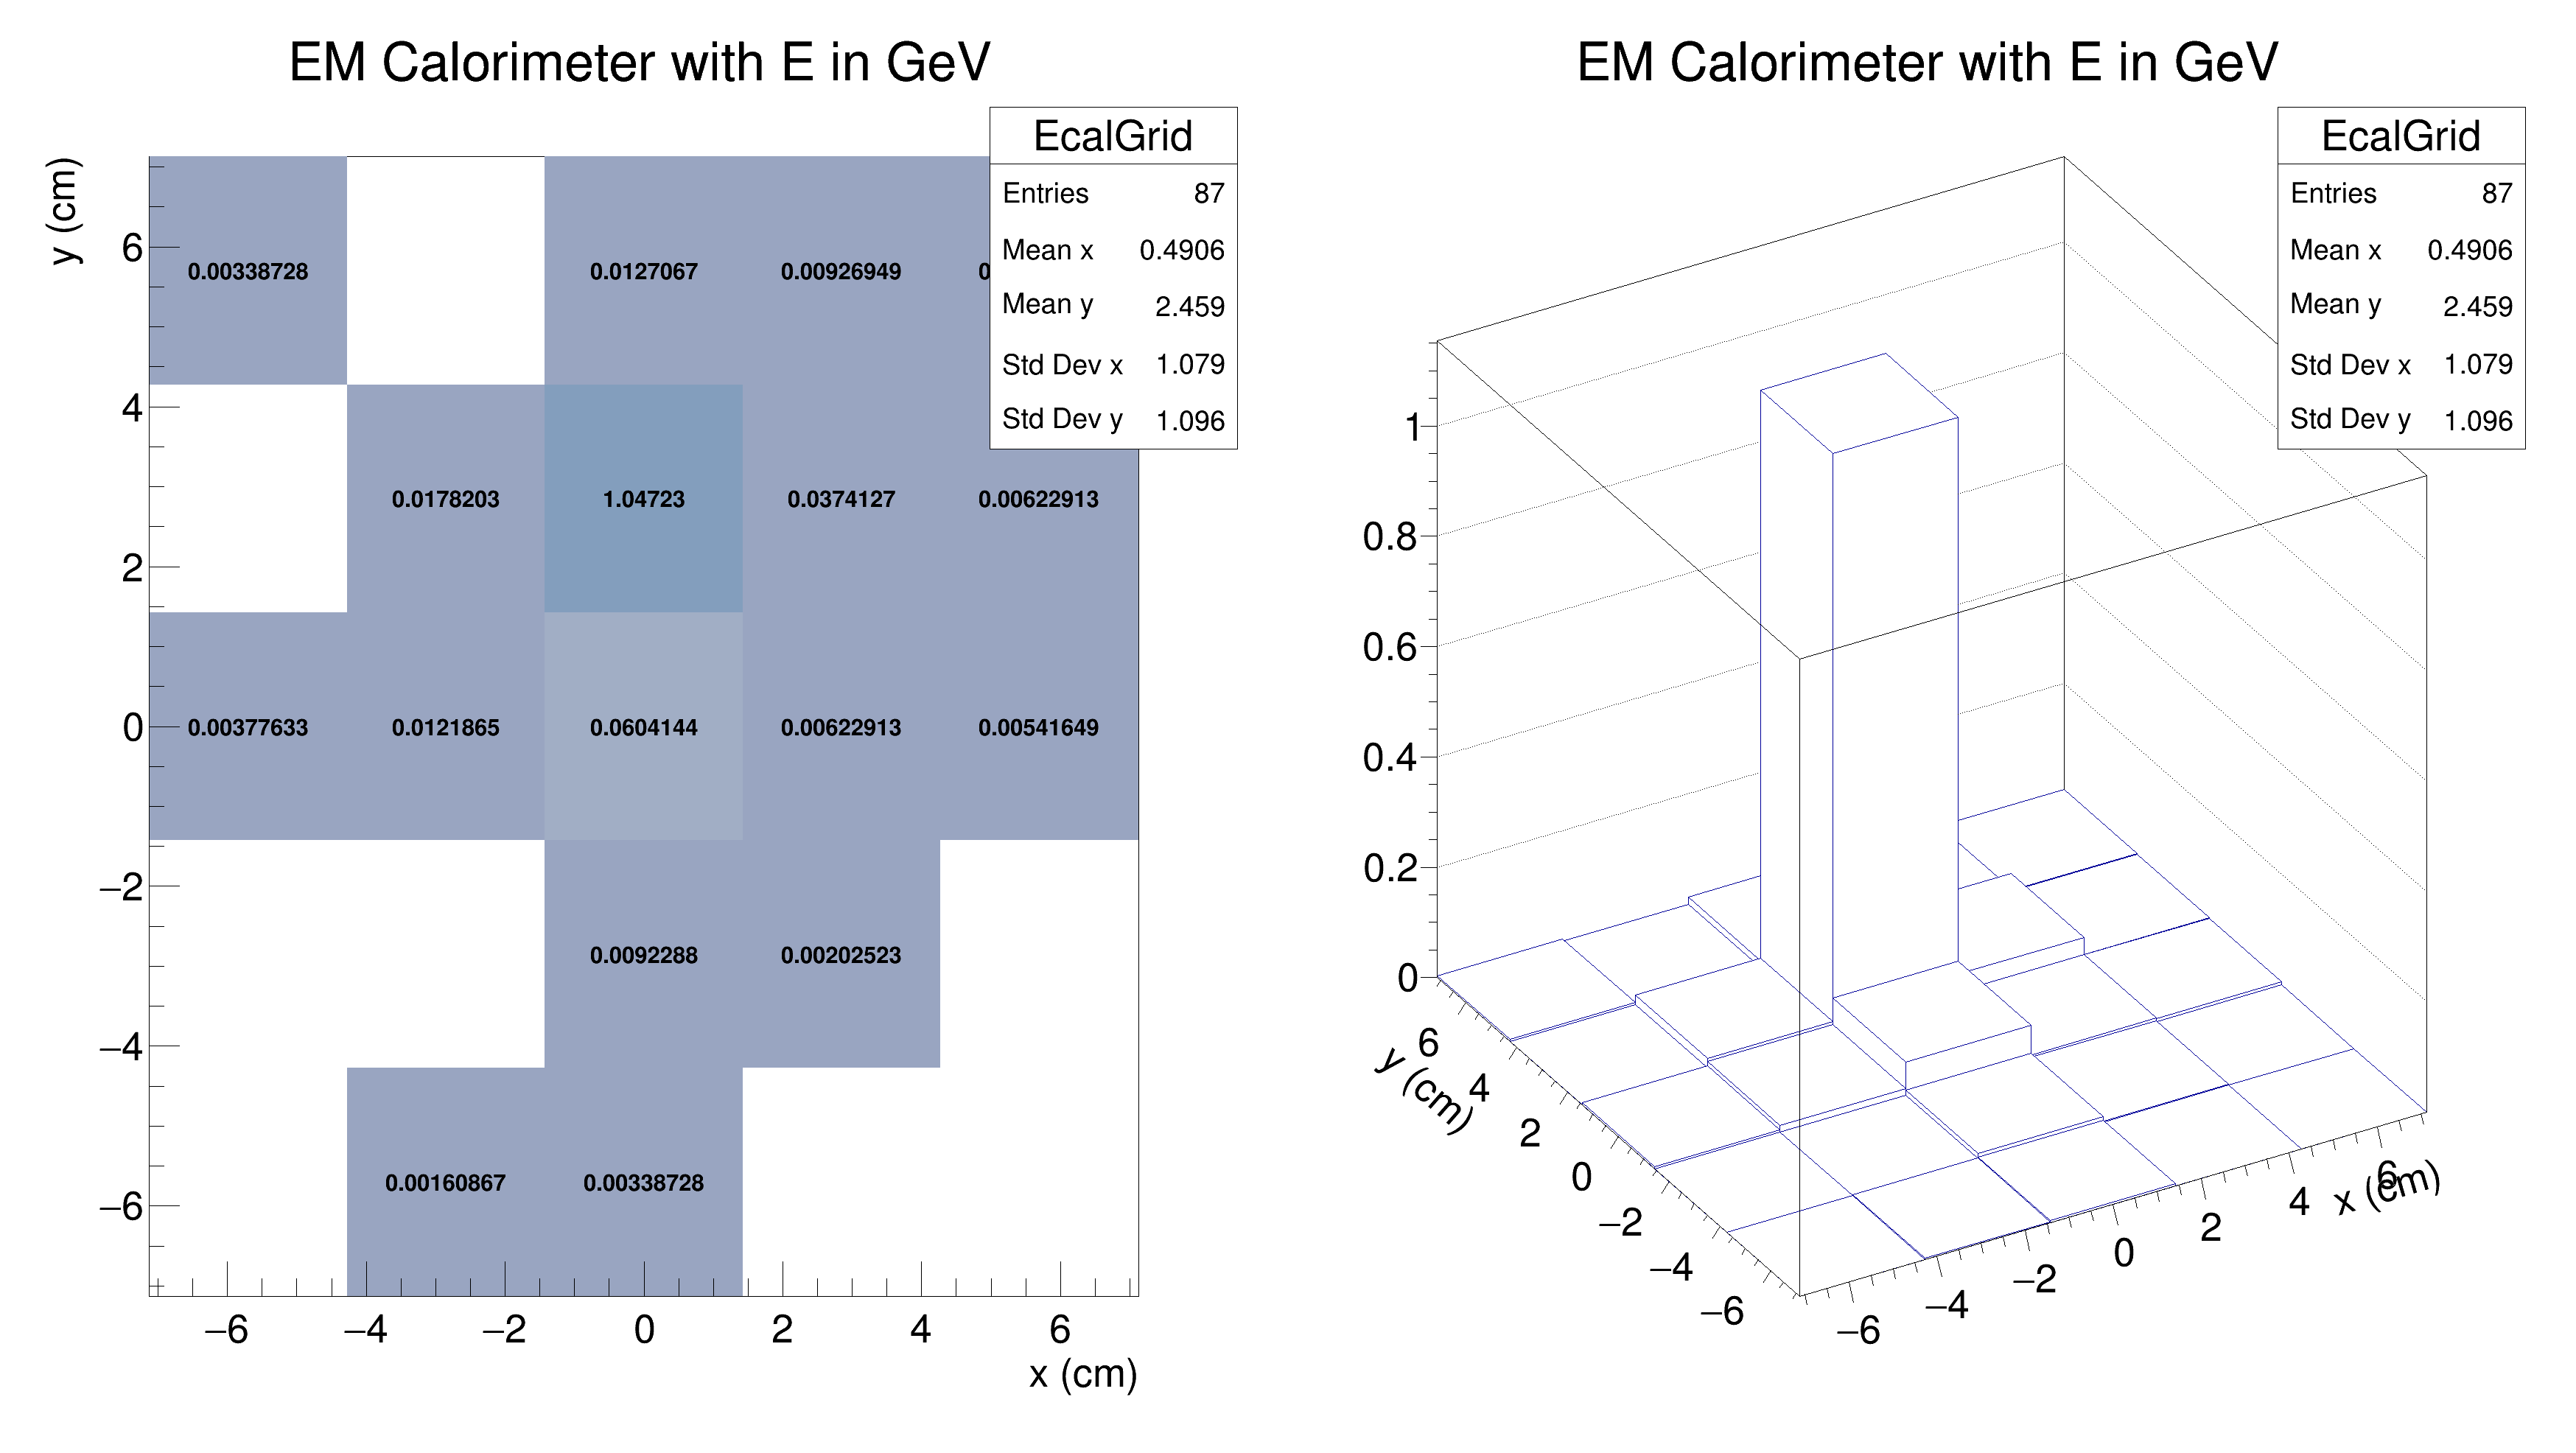 EM Calorimeter with E in GeV
EcalGrid
Entries 87
Mean x 0.4906
Mean y 2.459
Std Dev x 1.079
Std Dev y 1.096
y (cm)
6
4
2
0
−2
−4
−6
0.00338728 0.0127067 0.00926949 0
0.0178203 1.04723 0.0374127 0.00622913
0.00377633 0.0121865 0.0604144 0.00622913 0.00541649
0.0092288 0.00202523
0.00160867 0.00338728
−6 −4 −2 0 2 4 6
x (cm)
EM Calorimeter with E in GeV
EcalGrid
Entries 87
Mean x 0.4906
Mean y 2.459
Std Dev x 1.079
Std Dev y 1.096
1
0.8
0.6
0.4
0.2
0
6
4
2
0
−2
−4
−6
y (cm)
−6 −4 −2 0 2 4 6
x (cm)